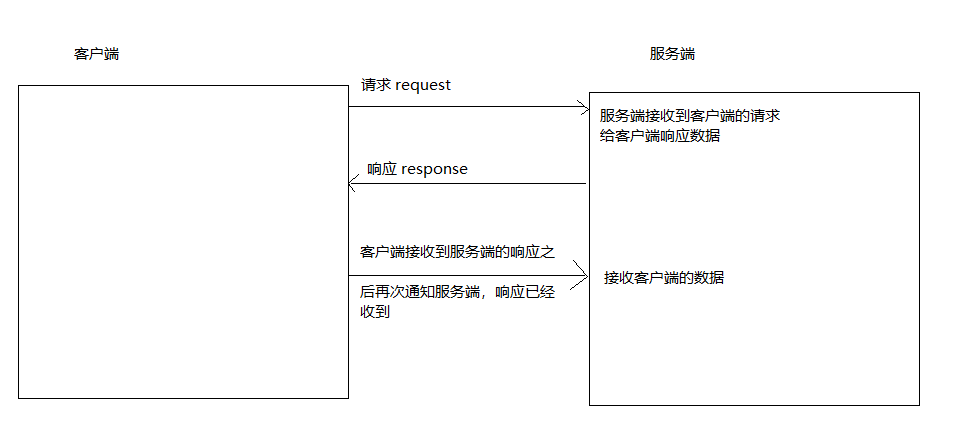 客户端
服务端
请求 request
服务端接收到客户端的请求
给客户端响应数据
响应 response
客户端接收到服务端的响应之
后再次通知服务端，响应已经
收到
接收客户端的数据